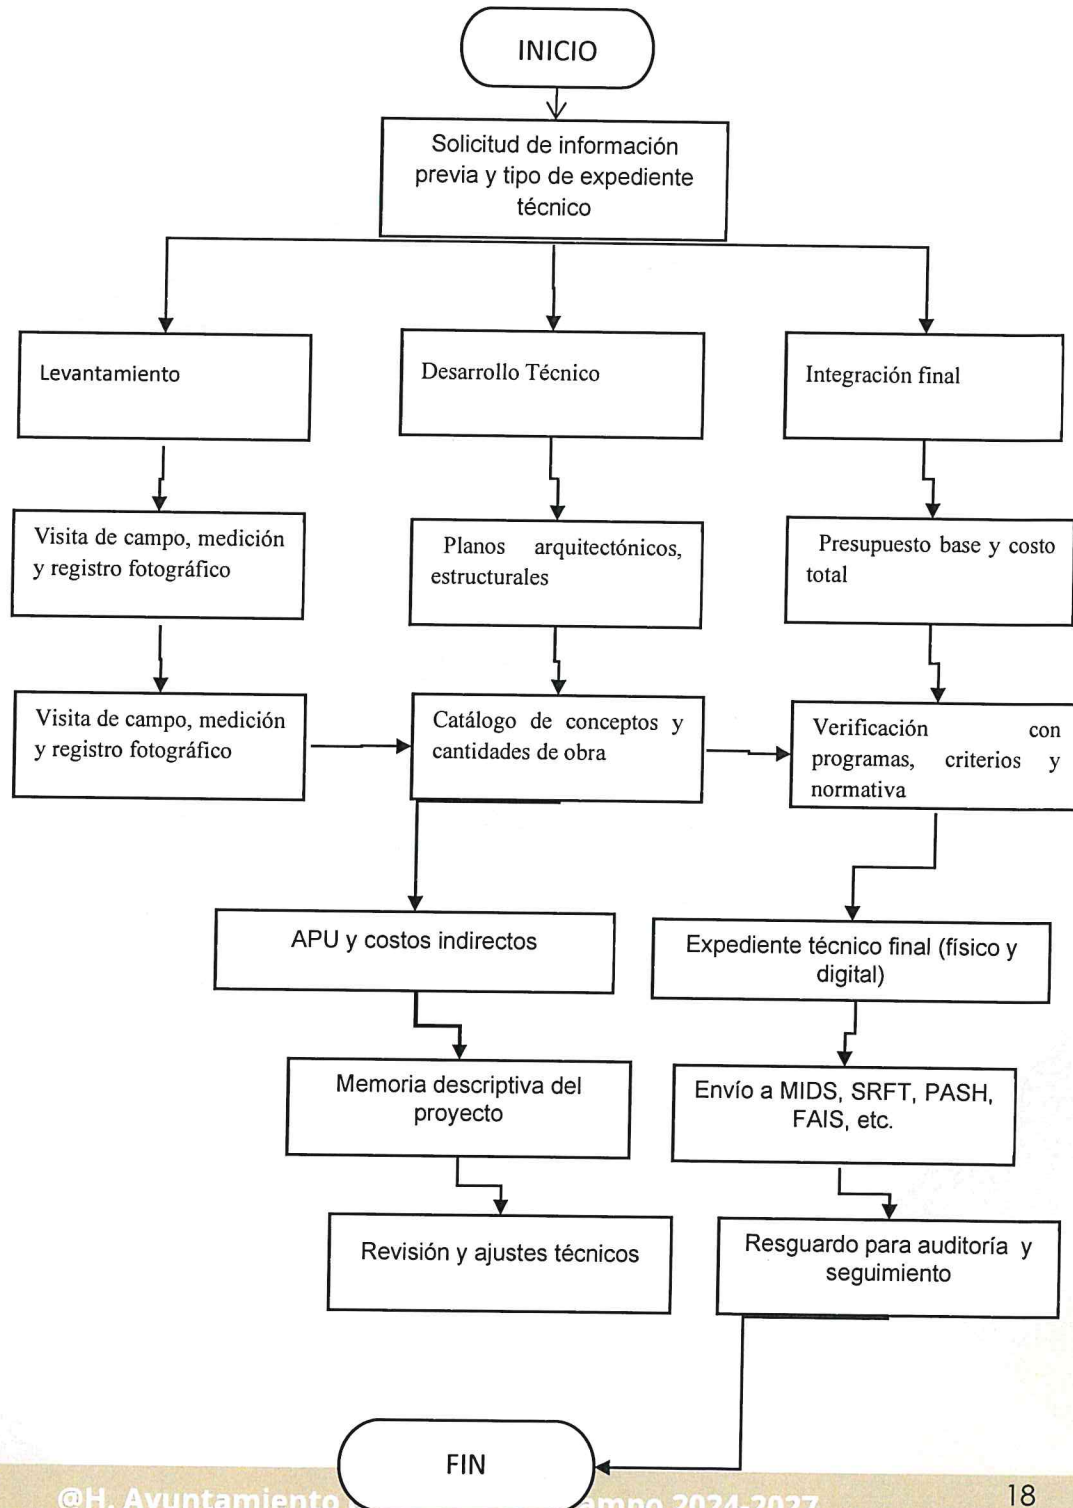 INICIO
Solicitud de información
previa y tipo de expediente
técnico
Levantamiento
Desarrollo Técnico
Integración final
Visita de campo, medición
y registro fotográfico
Planos arquitectónicos,
estructurales
Presupuesto base y costo
total
Visita de campo, medición
y registro fotográfico
Catálogo de conceptos y
cantidades de obra
Verificación con
programas, criterios y
normativa
APU y costos indirectos
Expediente técnico final (físico y
digital)
Memoria descriptiva del
proyecto
Envío a MIDS, SRFT, PASH,
FAIS, etc.
Revisión y ajustes técnicos
Resguardo para auditoría y
seguimiento
FIN
@H. Ayuntamiento 2024-2027
18